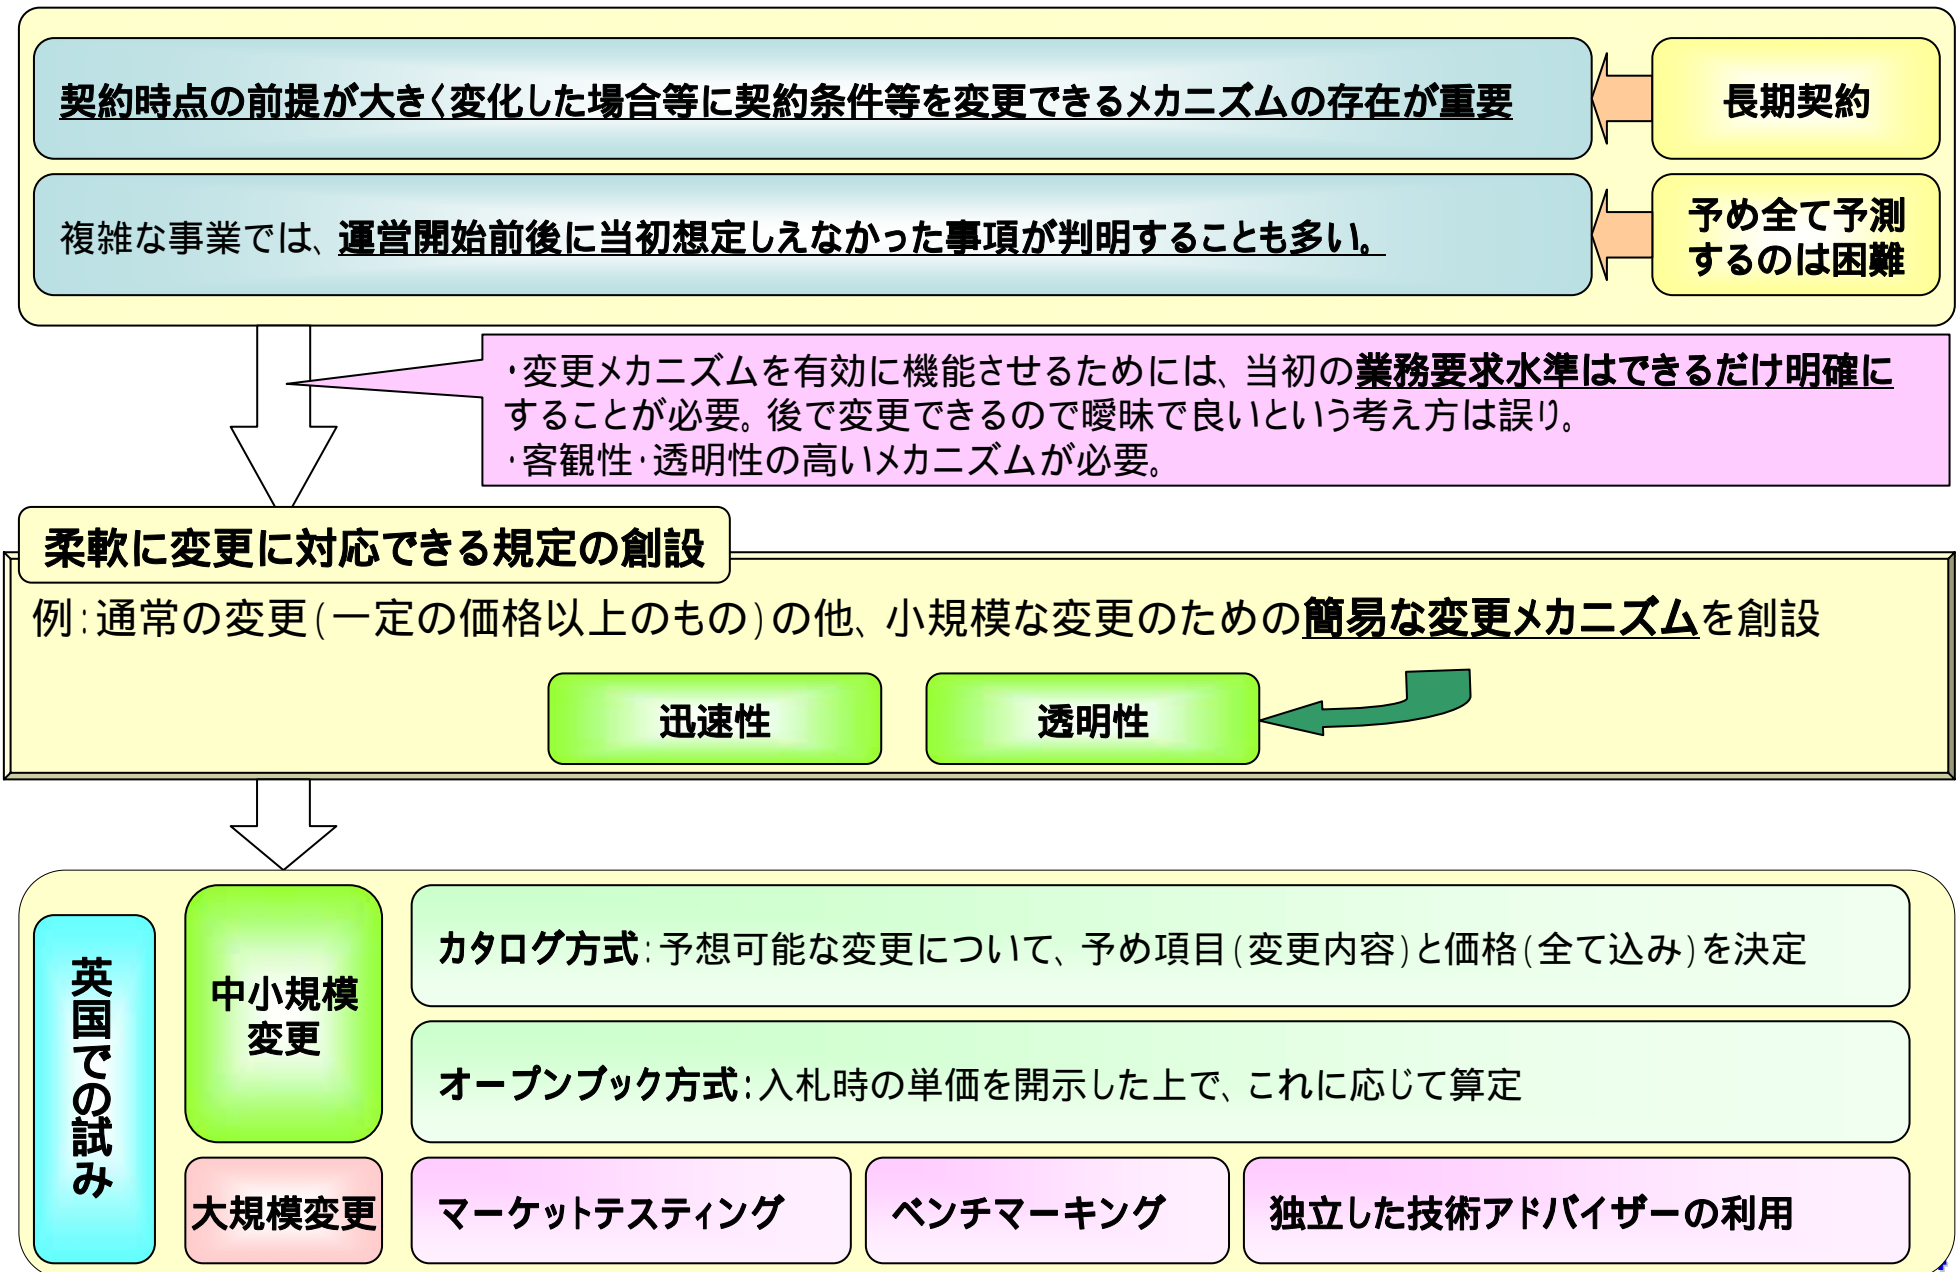 契約時点の前提が大きく変化した場合等に契約条件等を変更できるメカニズムの存在が重要
長期契約
複雑な事業では、運営開始前後に当初想定しえなかった事項が判明することも多い。
予め全て予測
するのは困難
・変更メカニズムを有効に機能させるためには、当初の業務要求水準はできるだけ明確に
することが必要。後で変更できるので曖昧で良いという考え方は誤り。
・客観性・透明性の高いメカニズムが必要。
柔軟に変更に対応できる規定の創設
例:通常の変更(一定の価格以上のもの)の他、小規模な変更のための簡易な変更メカニズムを創設
迅速性
透明性
英国での試み
中小規模
変更
カタログ方式:予想可能な変更について、予め項目(変更内容)と価格(全て込み)を決定
オープンブック方式:入札時の単価を開示した上で、これに応じて算定
大規模変更
マーケットテスティング
ベンチマーキング
独立した技術アドバイザーの利用